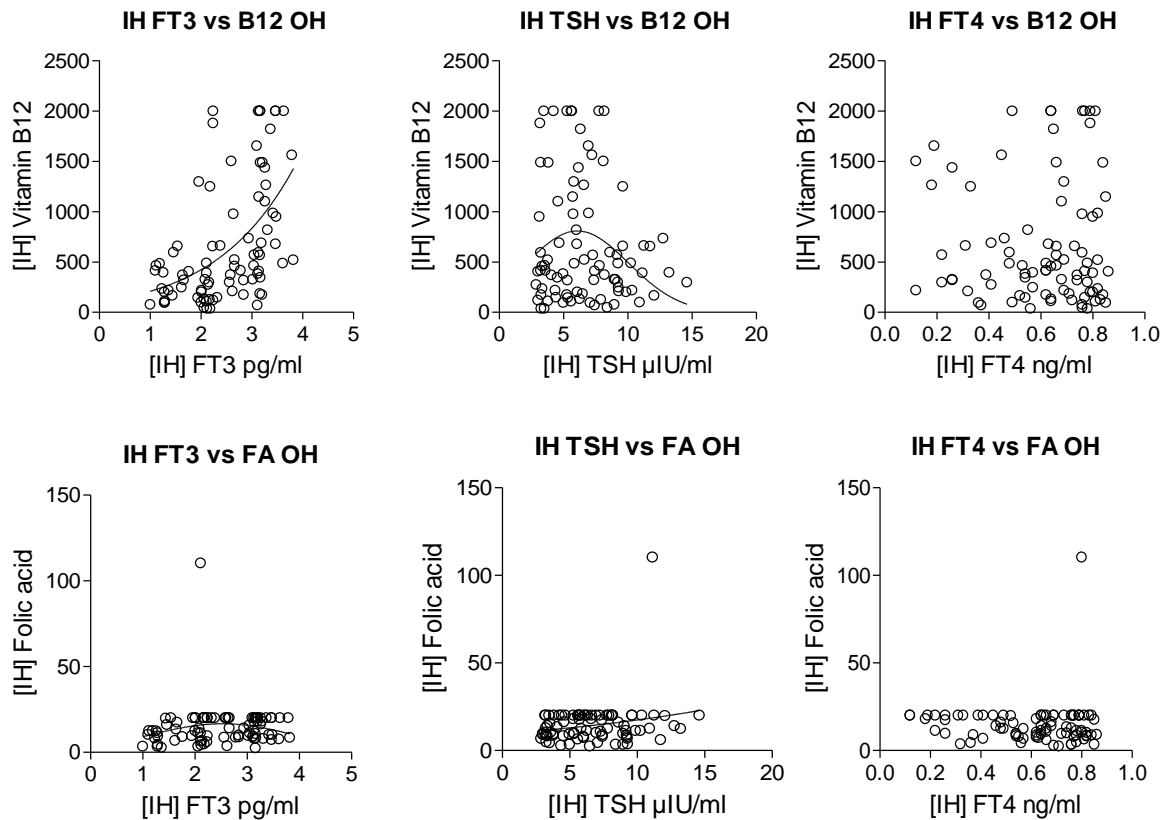 IH FT3 vs B12 OH
2500
2000
1500
1000
500
0
[IH] Vitamin B12
0 1 2 3 4 5
[IH] FT3 pg/ml
IH TSH vs B12 OH
2500
2000
1500
1000
500
0
[IH] Vitamin B12
0 5 10 15 20
[IH] TSH µIU/ml
IH FT4 vs B12 OH
2500
2000
1500
1000
500
0
[IH] Vitamin B12
0.0 0.2 0.4 0.6 0.8 1.0
[IH] FT4 ng/ml
IH FT3 vs FA OH
150
100
50
0
[IH] Folic acid
0 1 2 3 4 5
[IH] FT3 pg/ml
IH TSH vs FA OH
150
100
50
0
[IH] Folic acid
0 5 10 15 20
[IH] TSH µIU/ml
IH FT4 vs FA OH
150
100
50
0
[IH] Folic acid
0.0 0.2 0.4 0.6 0.8 1.0
[IH] FT4 ng/ml